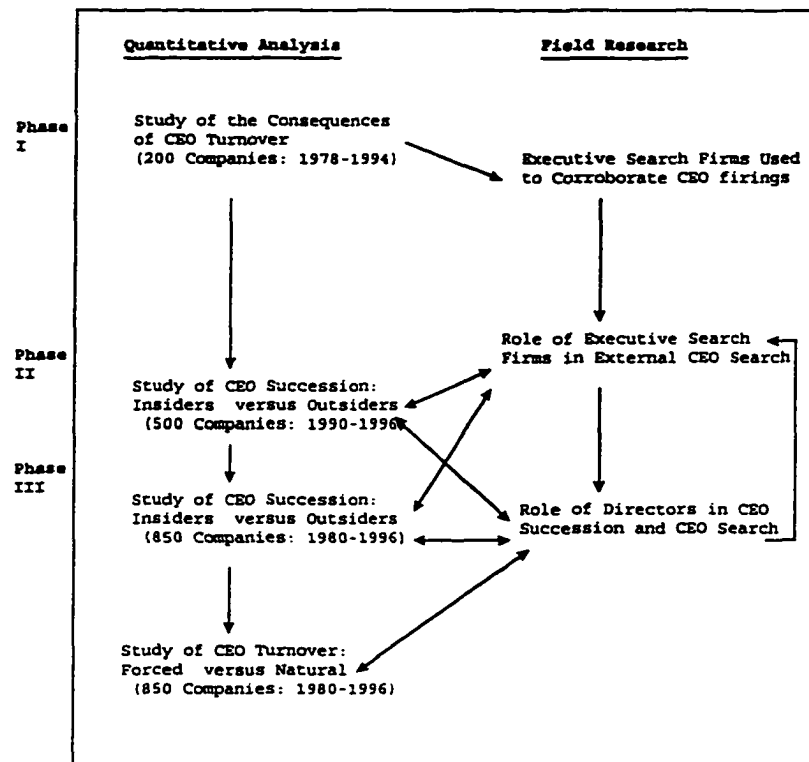 Quantitative Analysis
Field Research
Phase
I
Study of the Consequences
of CEO Turnover
(200 Companies: 1978-1994)
Executive Search Firms Used
to Corroborate CEO firings
Phase
II
Role of Executive Search
Firms in External CEO Search
Study of CEO Succession:
Insiders versus Outsiders
(500 Companies: 1990-1996)
Phase
III
Study of CEO Succession:
Insiders versus Outsiders
(850 Companies: 1980-1996)
Role of Directors in CEO
Succession and CEO Search
Study of CEO Turnover:
Forced versus Natural
(850 Companies: 1980-1996)